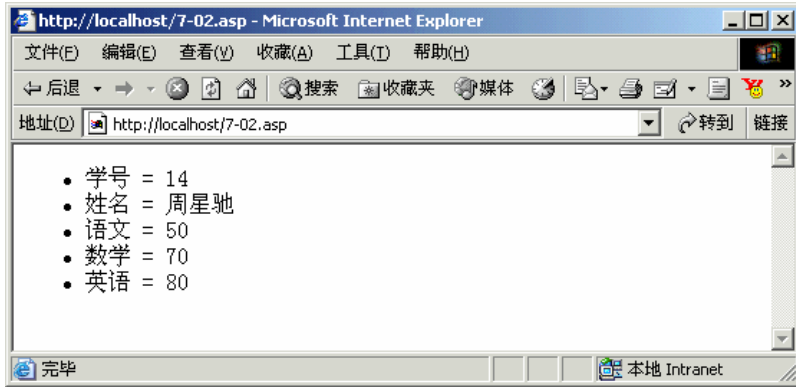 http://localhost/7-02.asp - Microsoft Internet Explorer
文件(F) 编辑(E) 查看(V) 收藏(A) 工具(T) 帮助(H)
后退 搜索 收藏夹 媒体 »
地址(D) http://localhost/7-02.asp 转到 链接
• 学号 = 14
• 姓名 = 周星驰
• 语文 = 50
• 数学 = 70
• 英语 = 80
完毕 本地 Intranet